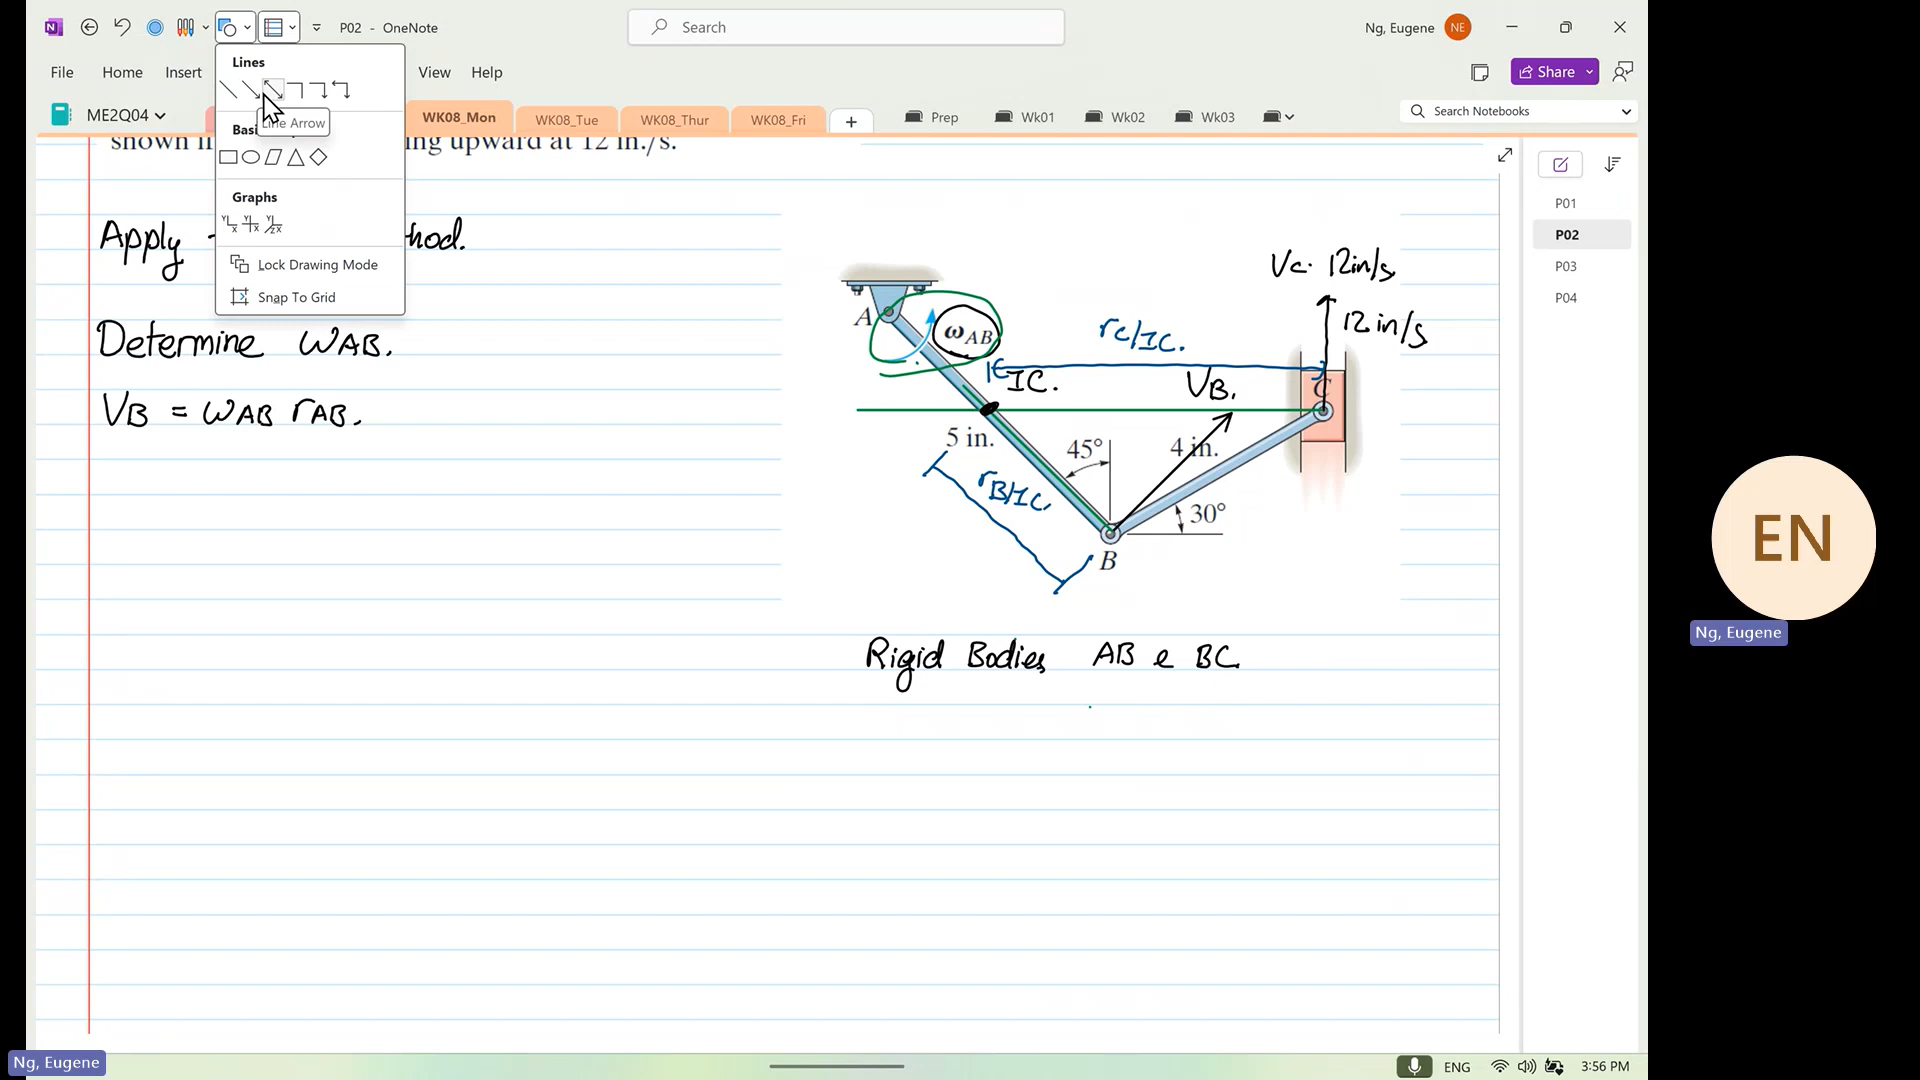 P02 - OneNote
Search
Ng, Eugene
NE
File
Home
Insert
View
Help
Share
Lines
Line Arrow
Graphs
Lock Drawing Mode
Snap To Grid
ME2Q04
WK08_Mon
WK08_Tue
WK08_Thur
WK08_Fri
Prep
Wk01
Wk02
Wk03
Search Notebooks
P01
P02
P03
P04
ing upward at 12 in./s.
Apply
Determine ωAB.
VB = ωAB rAB.
Vc. 12in/s
12 in/s
A
ωAB
rC/IC.
IC.
VB.
C
5 in.
45°
4 in.
rB/IC.
30°
B
Rigid Bodies AB e BC
EN
Ng, Eugene
Ng, Eugene
ENG
3:56 PM